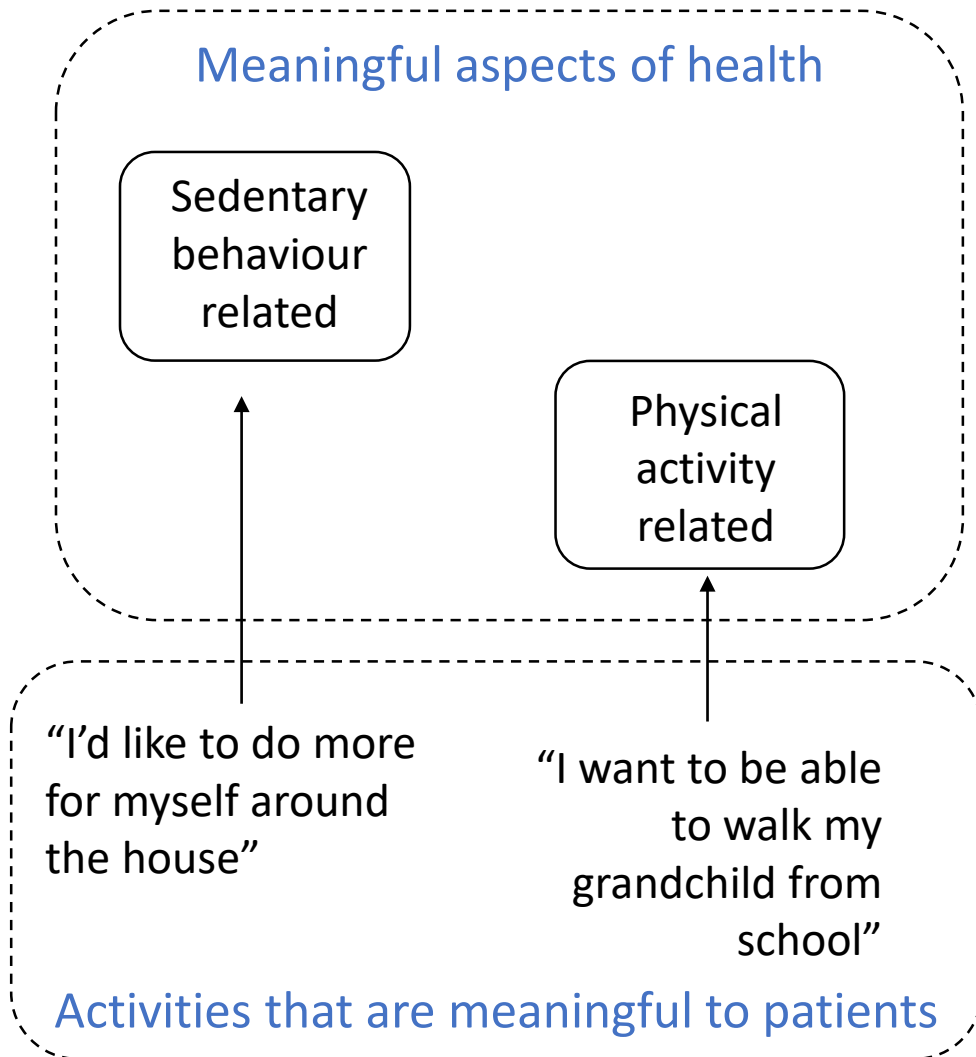 Meaningful aspects of health
Sedentary
behaviour
related
Physical
activity
related
“I’d like to do more
for myself around
the house”
“I want to be able
to walk my
grandchild from
school”
Activities that are meaningful to patients